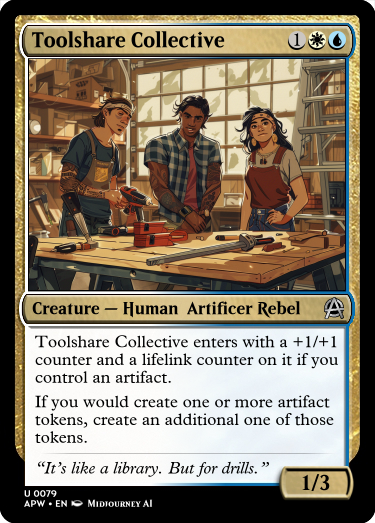 Toolshare Collective 1
Creature — Human Artificer Rebel
Toolshare Collective enters with a +1/+1
counter and a lifelink counter on it if you
control an artifact.
If you would create one or more artifact
tokens, create an additional one of those
tokens.
“It’s like a library. But for drills.”
1/3
U 0079
APW • EN Midjourney AI